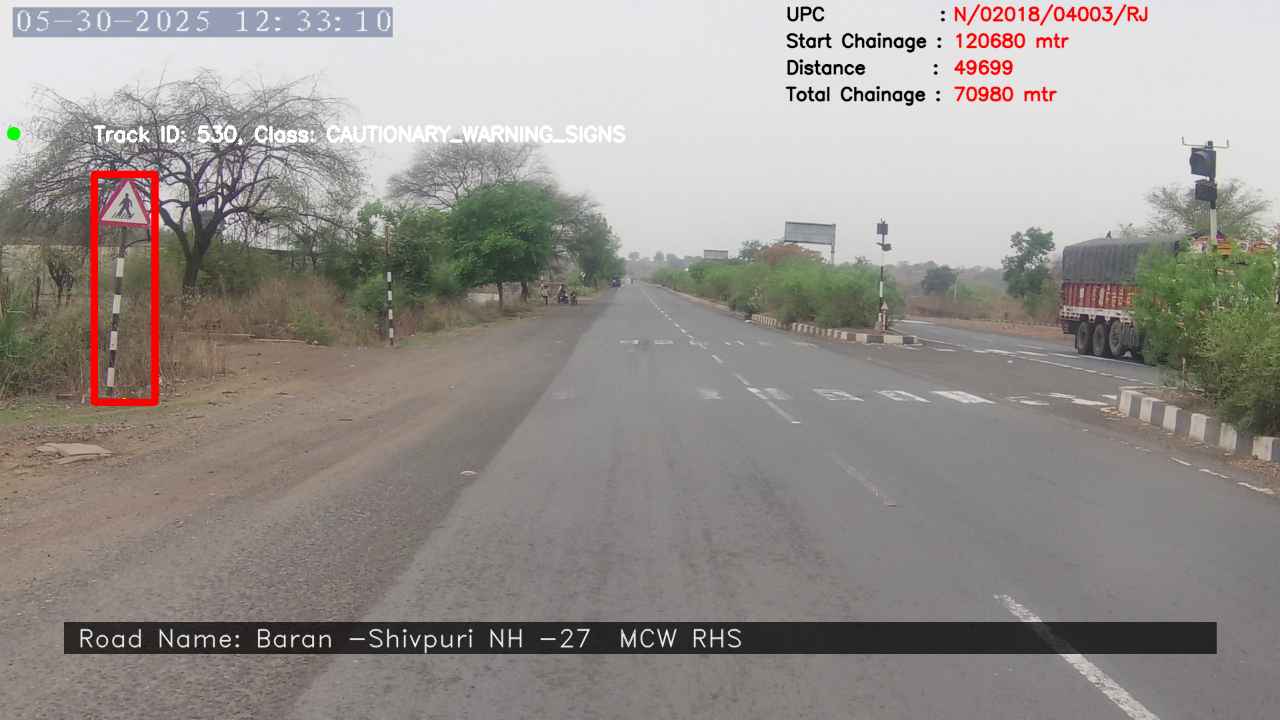 05-30-2025 12:33:10
UPC : N/02018/04003/RJ
Start Chainage : 120680 mtr
Distance : 49699
Total Chainage : 70980 mtr
Track ID: 530, Class: CAUTIONARY_WARNING_SIGNS
Road Name: Baran -Shivpuri NH -27 MCW RHS